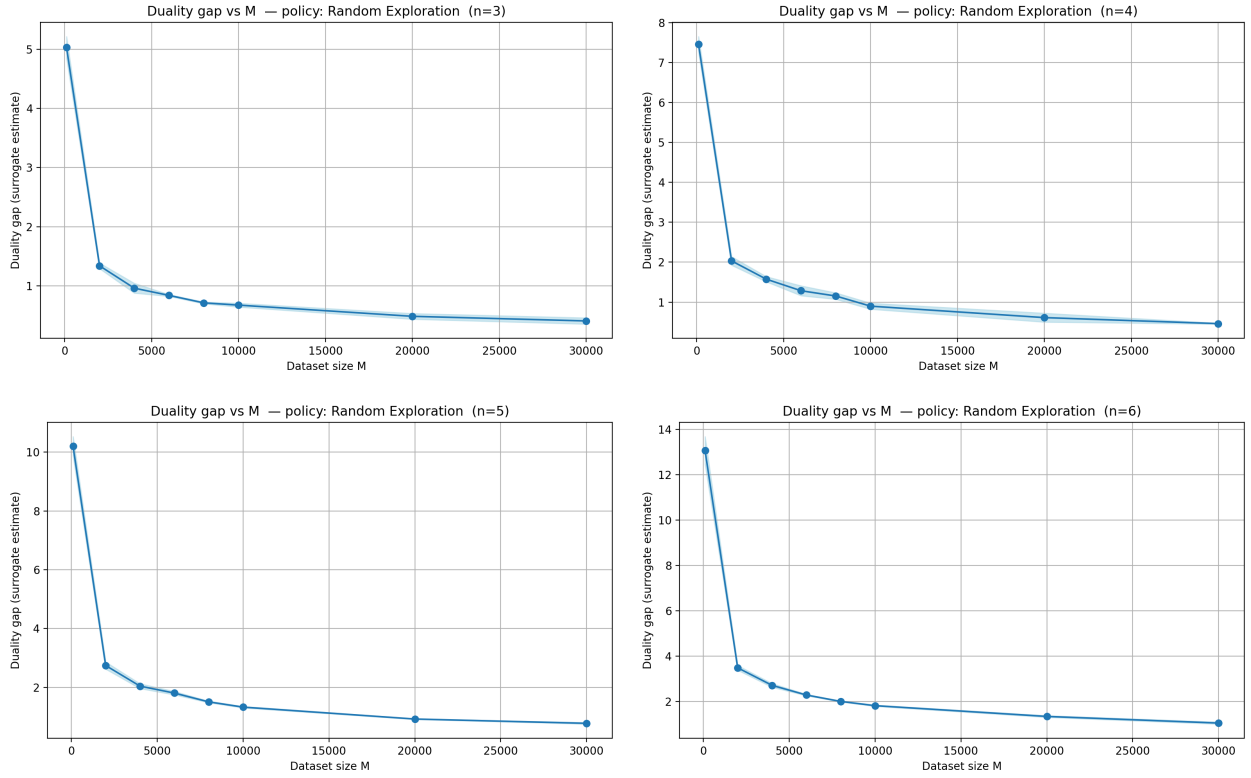 Duality gap vs M — policy: Random Exploration (n=3)
Duality gap (surrogate estimate)
5
4
3
2
1
0 5000 10000 15000 20000 25000 30000
Dataset size M
Duality gap vs M — policy: Random Exploration (n=4)
Duality gap (surrogate estimate)
8
7
6
5
4
3
2
1
0 5000 10000 15000 20000 25000 30000
Dataset size M
Duality gap vs M — policy: Random Exploration (n=5)
Duality gap (surrogate estimate)
10
8
6
4
2
0 5000 10000 15000 20000 25000 30000
Dataset size M
Duality gap vs M — policy: Random Exploration (n=6)
Duality gap (surrogate estimate)
14
12
10
8
6
4
2
0 5000 10000 15000 20000 25000 30000
Dataset size M